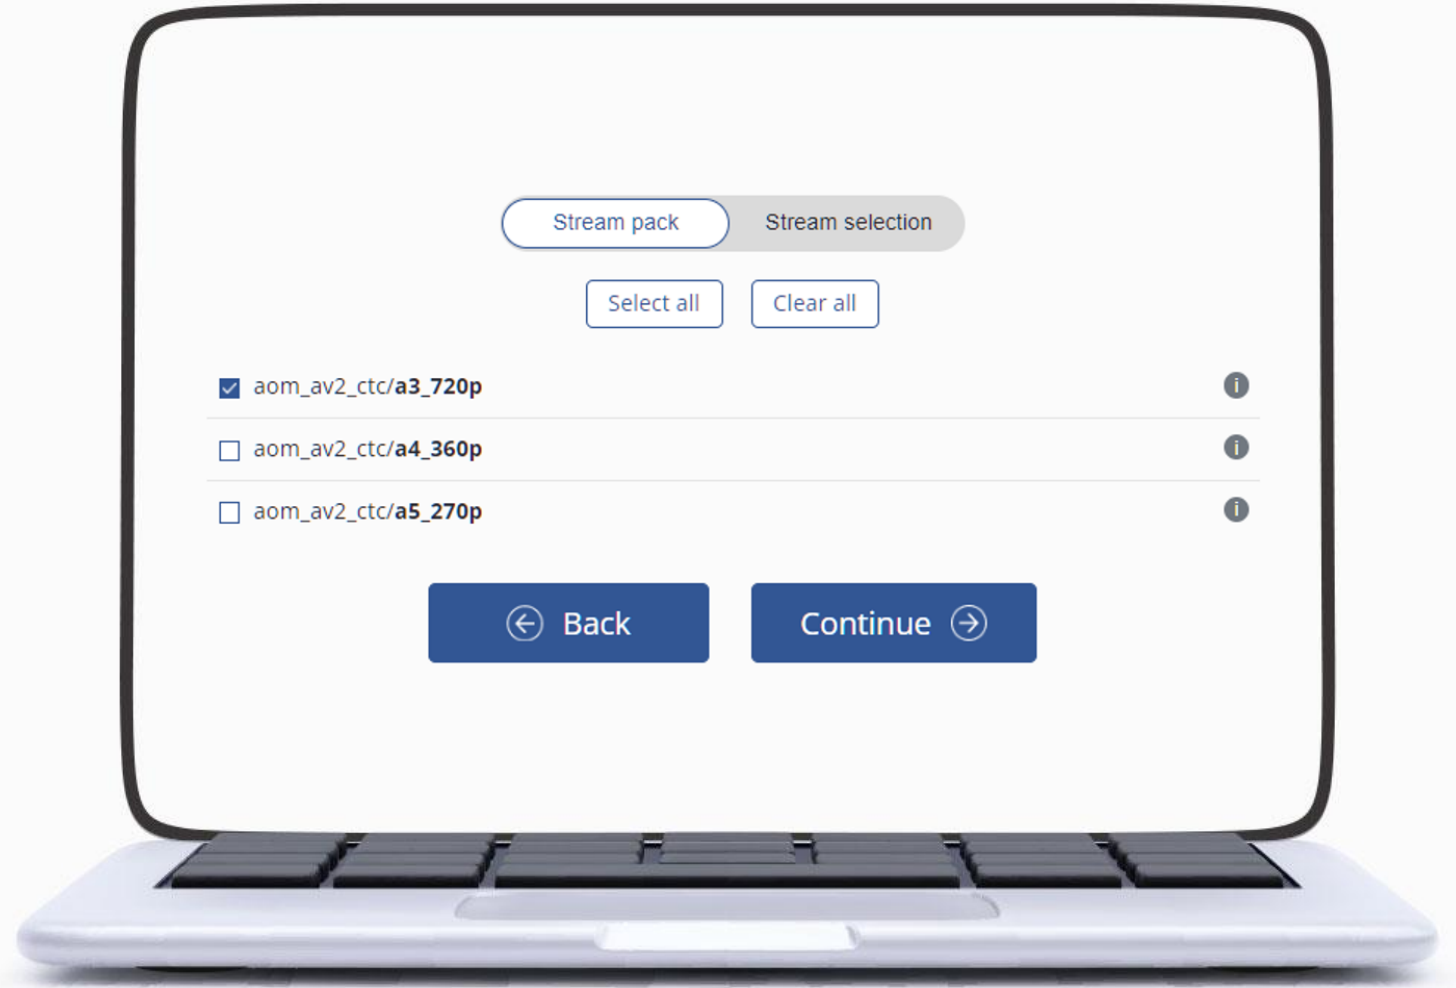 Stream pack Stream selection
Select all Clear all
aom_av2_ctc/a3_720p
aom_av2_ctc/a4_360p
aom_av2_ctc/a5_270p
Back Continue